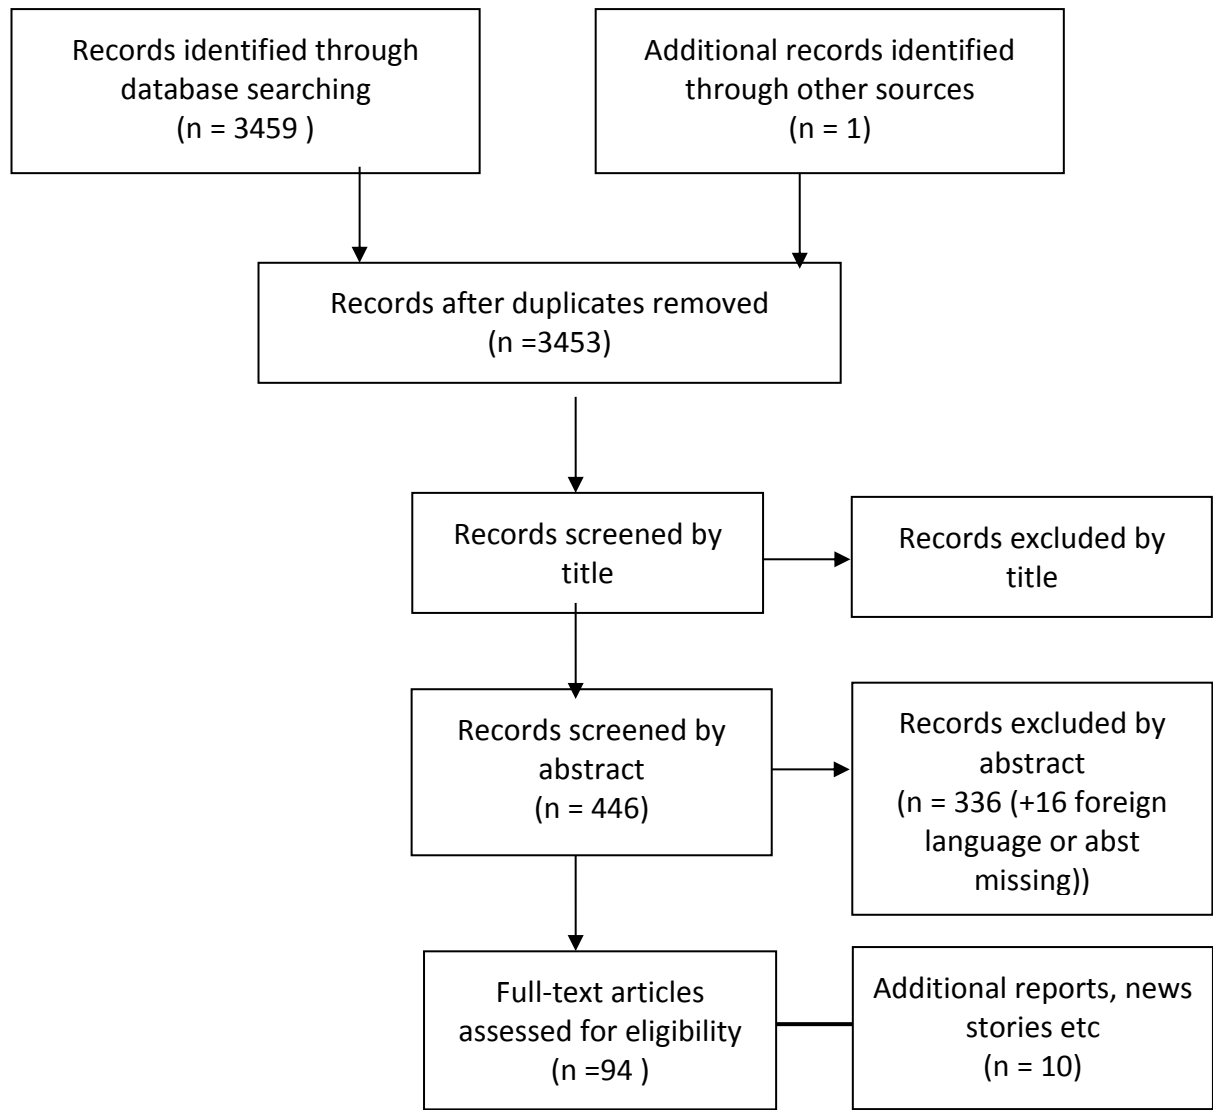 Records identified through
database searching
(n = 3459 )
Additional records identified
through other sources
(n = 1)
Records after duplicates removed
(n =3453)
Records screened by
title
Records excluded by
title
Records screened by
abstract
(n = 446)
Records excluded by
abstract
(n = 336 (+16 foreign
language or abst
missing))
Full-text articles
assessed for eligibility
(n =94 )
Additional reports, news
stories etc
(n = 10)